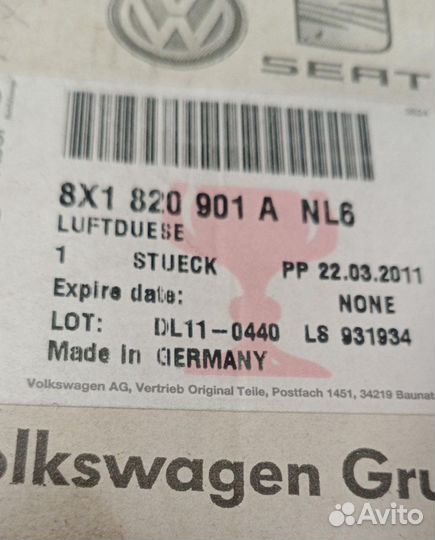 SEAT
8X1 820 901 A NL6
LUFTDUESE
1 STUECK PP 22.03.2011
Expire date: NONE
LOT: DL11-0440 LS 931934
Made in GERMANY
Volkswagen AG, Vertrieb Original Teile, Postfach 1451, 34219 Baunat
olkswagen Gru
Avito